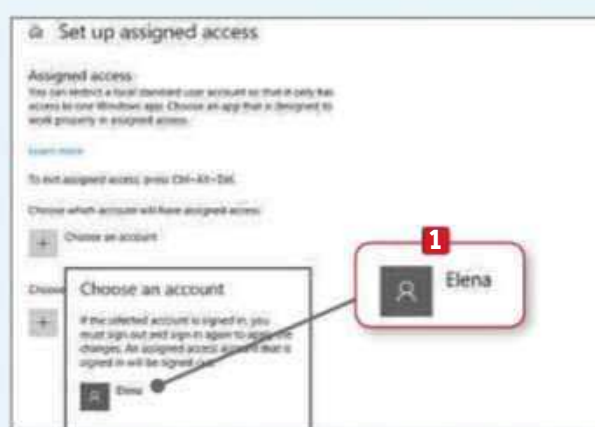 Set up assigned access
Assigned access
You can restrict a local standard user account so that it only has
access to one Windows app. Choose an app that is designed to
work properly in assigned access.
Learn more
To exit assigned access, press Ctrl+Alt+Del.
Choose which account will have assigned access
+ Choose an account
Choose
+
Choose an account
If the selected account is signed in, you
must sign out and sign in again to apply the
changes. An assigned access account that is
signed in will be signed out.
Elena
1
Elena